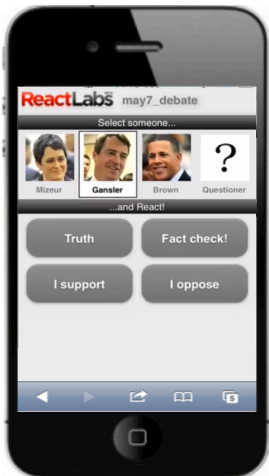 ReactLabs may7_debate
Select someone...
?
Mizeur Gansler Brown Questioner
...and React!
Truth Fact check!
I support I oppose
5